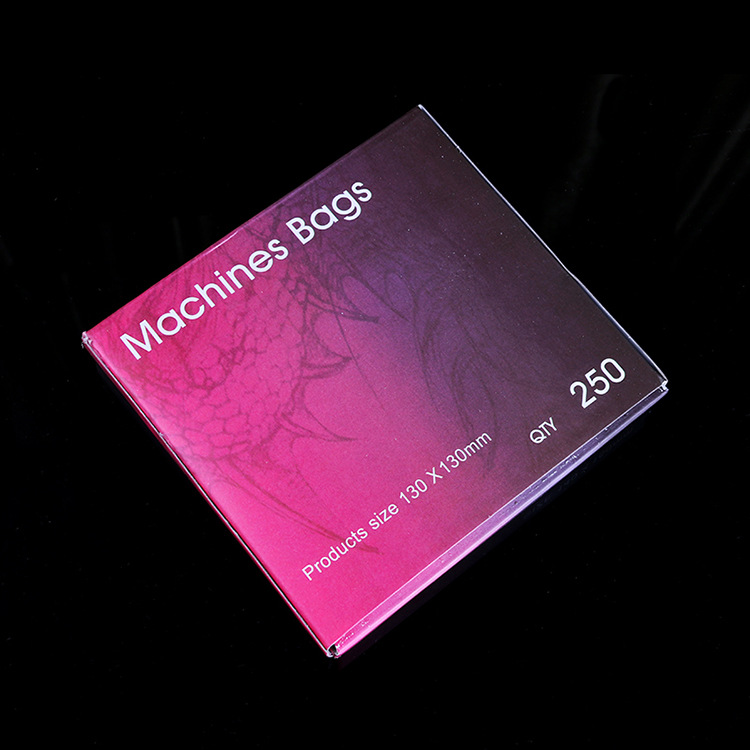 Machines Bags
Products size 130 X 130mm
QTY 250